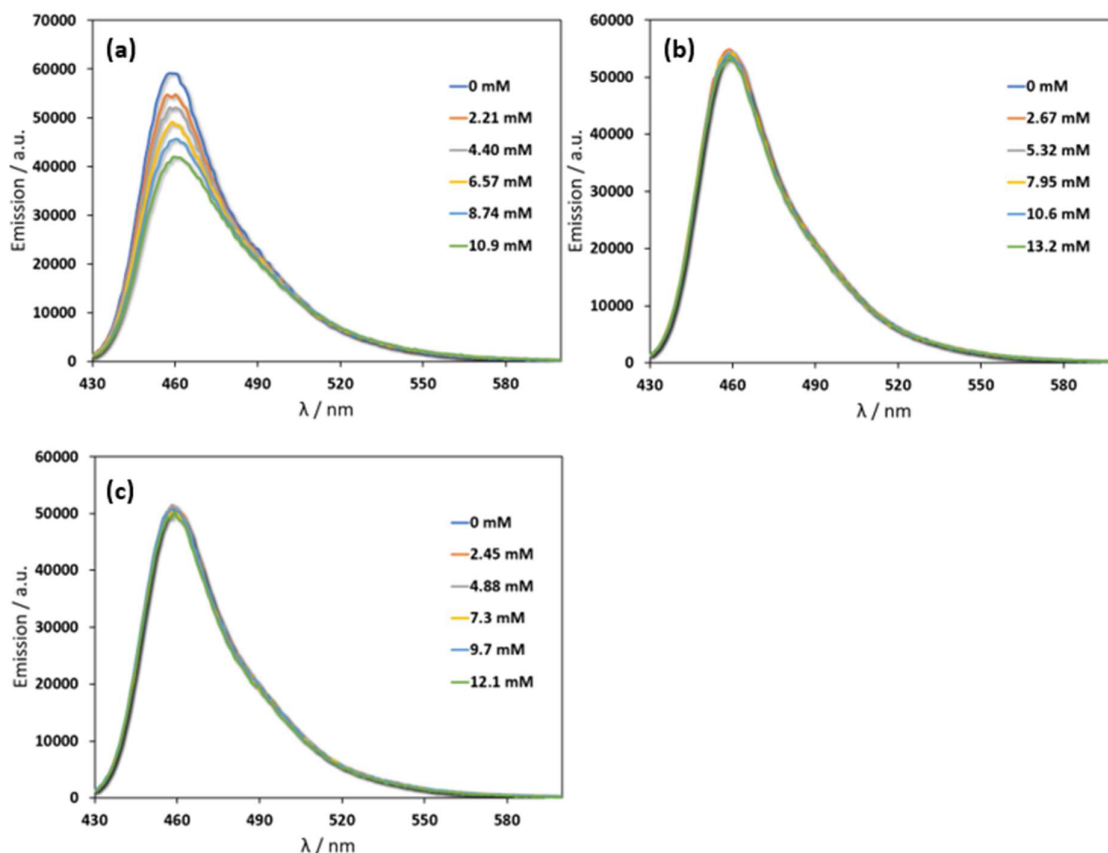 (a)
Emission / a.u.
70000
60000
50000
40000
30000
20000
10000
0
430 460 490 520 550 580
λ / nm
0 mM
2.21 mM
4.40 mM
6.57 mM
8.74 mM
10.9 mM
(b)
Emission / a.u.
60000
50000
40000
30000
20000
10000
0
430 460 490 520 550 580
λ / nm
0 mM
2.67 mM
5.32 mM
7.95 mM
10.6 mM
13.2 mM
(c)
Emission / a.u.
60000
50000
40000
30000
20000
10000
0
430 460 490 520 550 580
λ / nm
0 mM
2.45 mM
4.88 mM
7.3 mM
9.7 mM
12.1 mM